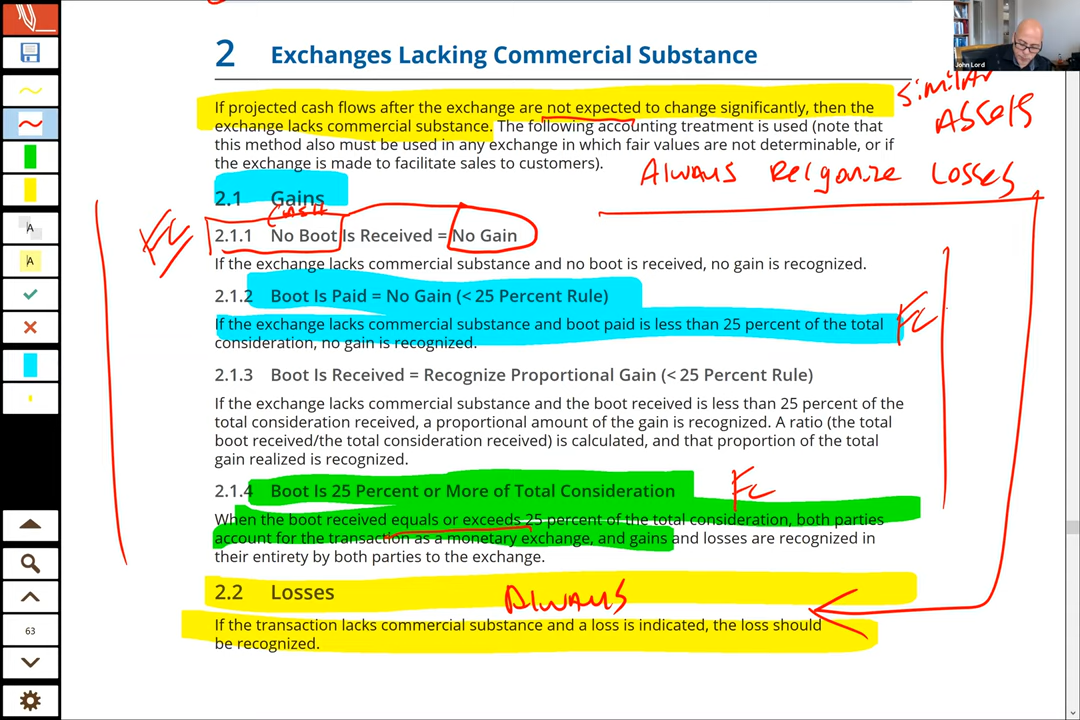 John Lord
2 Exchanges Lacking Commercial Substance
similar
Assets
If projected cash flows after the exchange are not expected to change significantly, then the
exchange lacks commercial substance. The following accounting treatment is used (note that
this method also must be used in any exchange in which fair values are not determinable, or if
the exchange is made to facilitate sales to customers).
Always Recgonize Losses
2.1 Gains
CASH
FC
2.1.1 No Boot Is Received = No Gain
If the exchange lacks commercial substance and no boot is received, no gain is recognized.
2.1.2 Boot Is Paid = No Gain (< 25 Percent Rule)
If the exchange lacks commercial substance and boot paid is less than 25 percent of the total
consideration, no gain is recognized.
FC
2.1.3 Boot Is Received = Recognize Proportional Gain (< 25 Percent Rule)
If the exchange lacks commercial substance and the boot received is less than 25 percent of the
total consideration received, a proportional amount of the gain is recognized. A ratio (the total
boot received/the total consideration received) is calculated, and that proportion of the total
gain realized is recognized.
2.1.4 Boot Is 25 Percent or More of Total Consideration
FC
When the boot received equals or exceeds 25 percent of the total consideration, both parties
account for the transaction as a monetary exchange, and gains and losses are recognized in
their entirety by both parties to the exchange.
2.2 Losses
Always
If the transaction lacks commercial substance and a loss is indicated, the loss should
be recognized.
A
A
63